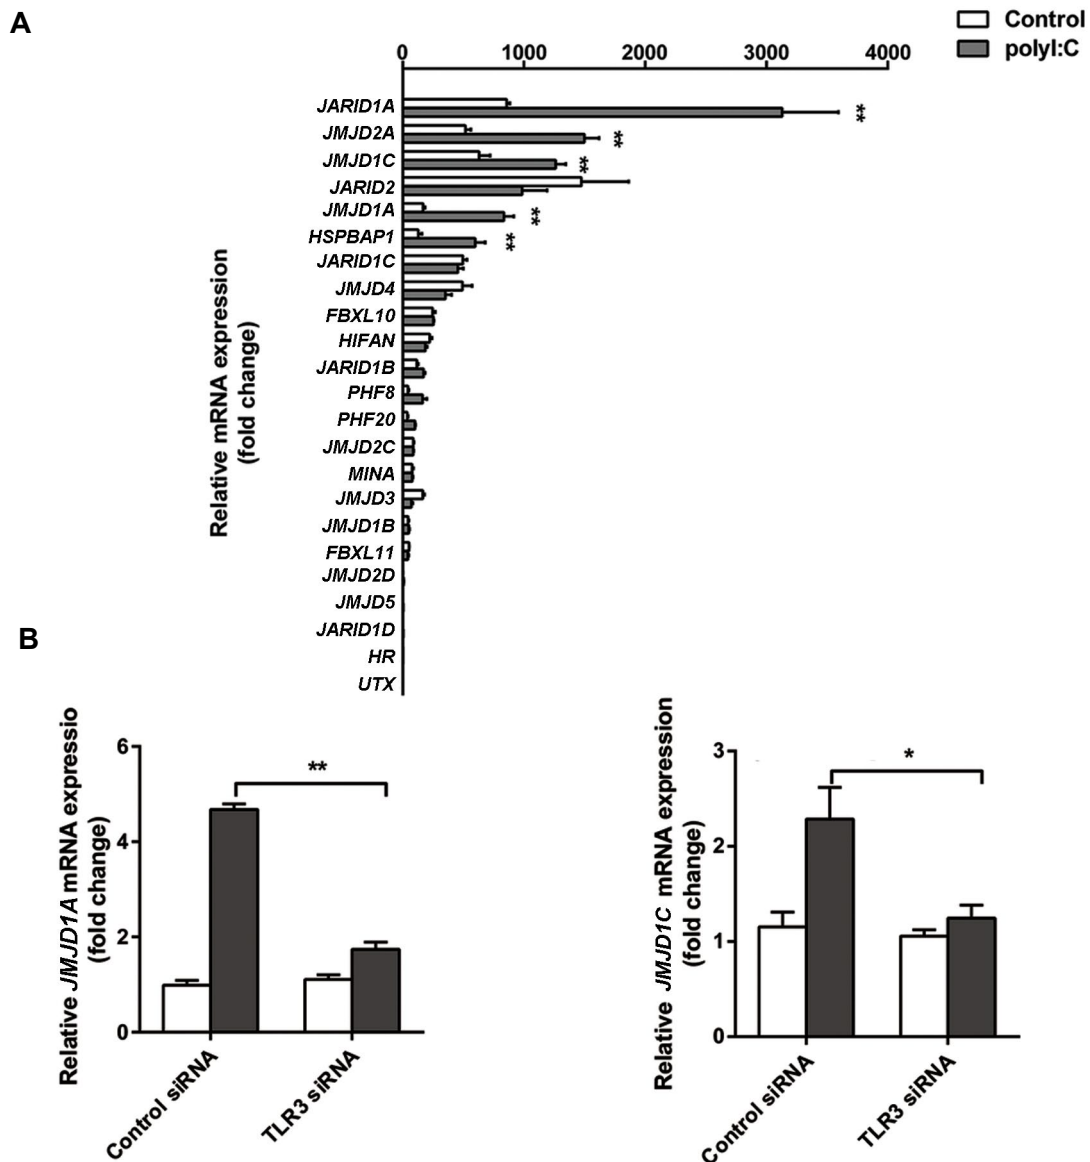 A
Control
polyI:C
0 1000 2000 3000 4000
JARID1A
**
JMJD2A
**
JMJD1C
**
JARID2
JMJD1A
**
HSPBAP1
**
JARID1C
JMJD4
FBXL10
HIFAN
JARID1B
PHF8
PHF20
JMJD2C
MINA
JMJD3
JMJD1B
FBXL11
JMJD2D
JMJD5
JARID1D
HR
UTX
Relative mRNA expression
(fold change)
B
Relative JMJD1A mRNA expressio
(fold change)
6
4
2
0
**
Control siRNA
TLR3 siRNA
Relative JMJD1C mRNA expression
(fold change)
3
2
1
0
*
Control siRNA
TLR3 siRNA